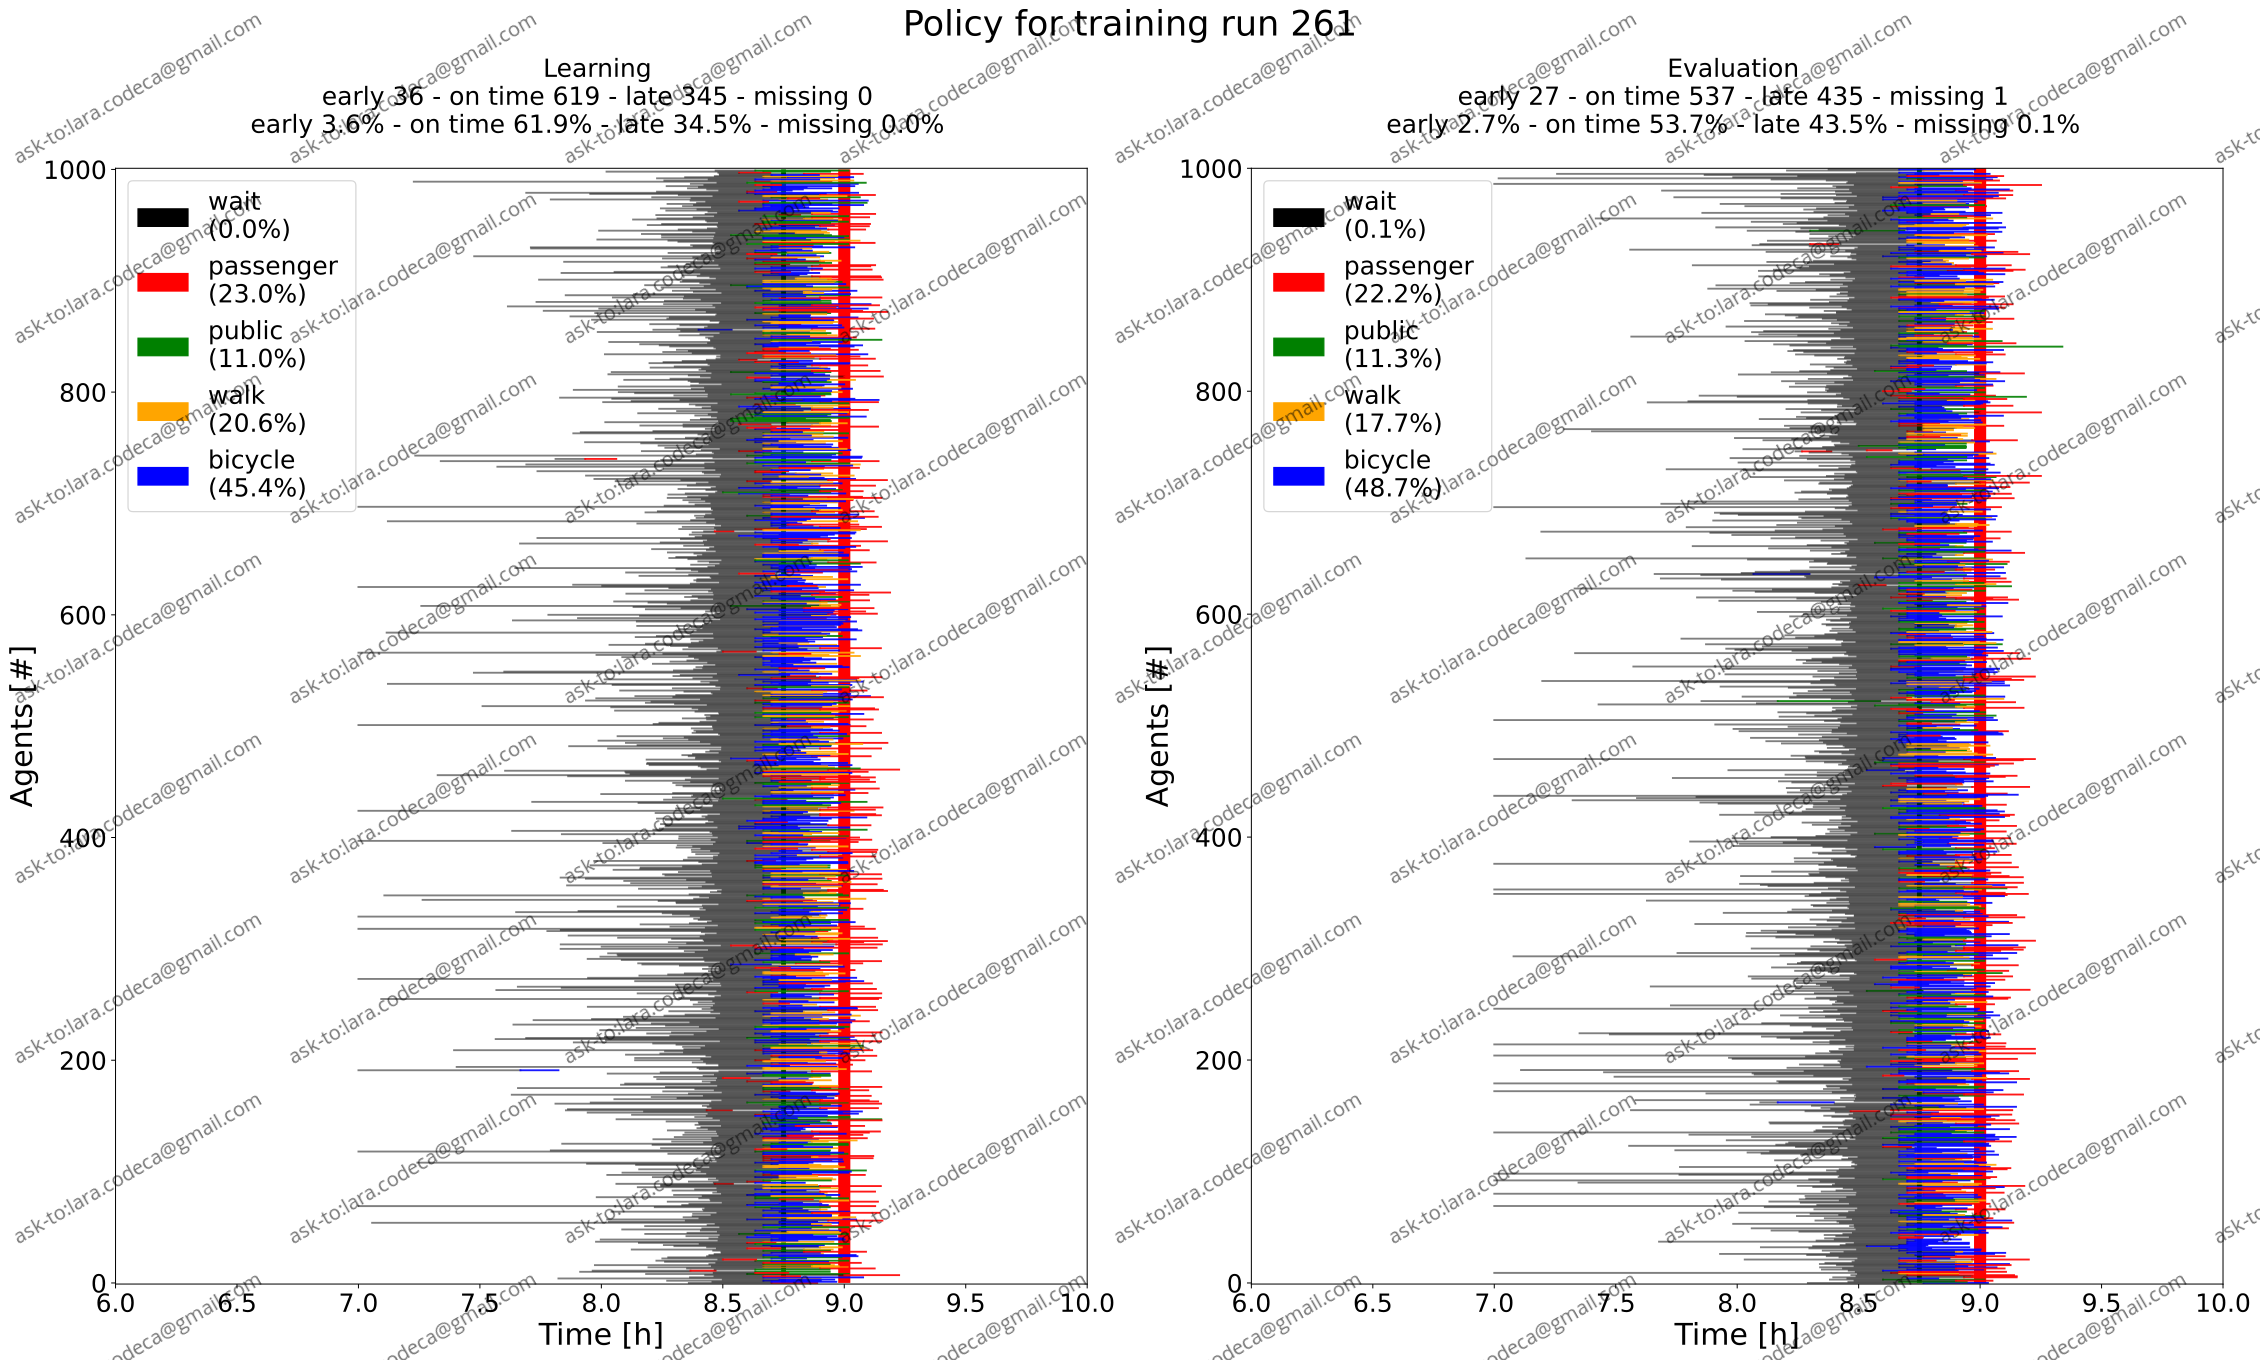 Policy for training run 261
Learning
early 36 - on time 619 - late 345 - missing 0
early 3.6% - on time 61.9% - late 34.5% - missing 0.0%
1000
800
600
400
200
0
Agents [#]
wait
(0.0%)
passenger
(23.0%)
public
(11.0%)
walk
(20.6%)
bicycle
(45.4%)
6.0 6.5 7.0 7.5 8.0 8.5 9.0 9.5 10.0
Time [h]
Evaluation
early 27 - on time 537 - late 435 - missing 1
early 2.7% - on time 53.7% - late 43.5% - missing 0.1%
1000
800
600
400
200
0
Agents [#]
wait
(0.1%)
passenger
(22.2%)
public
(11.3%)
walk
(17.7%)
bicycle
(48.7%)
6.0 6.5 7.0 7.5 8.0 8.5 9.0 9.5 10.0
Time [h]
ask-to:lara.codeca@gmail.com